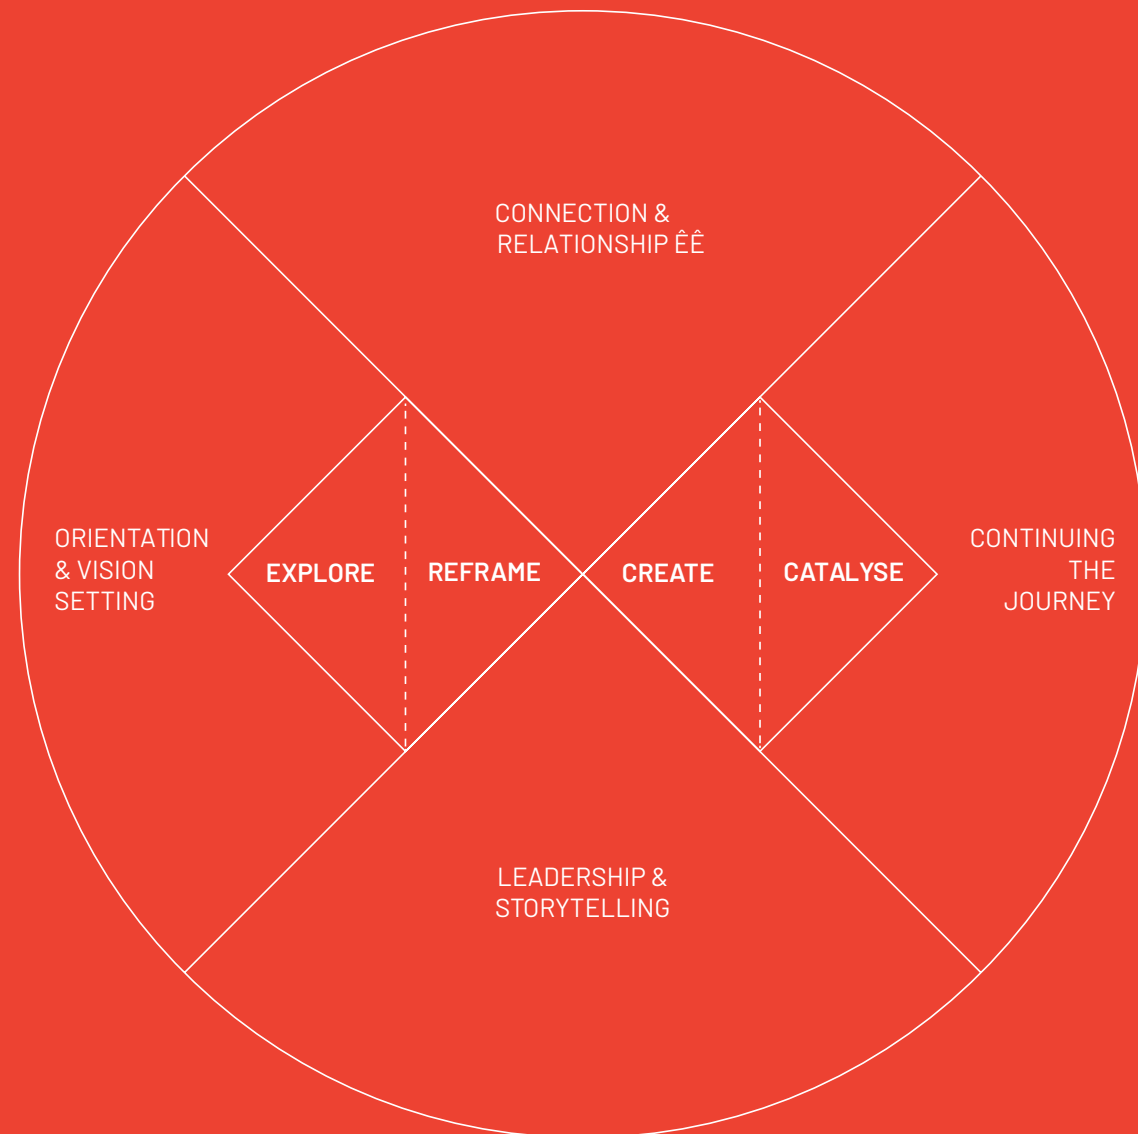 CONNECTION &
RELATIONSHIP ÊÊ
ORIENTATION
& VISION
SETTING
EXPLORE
REFRAME
CREATE
CATALYSE
CONTINUING
THE
JOURNEY
LEADERSHIP &
STORYTELLING